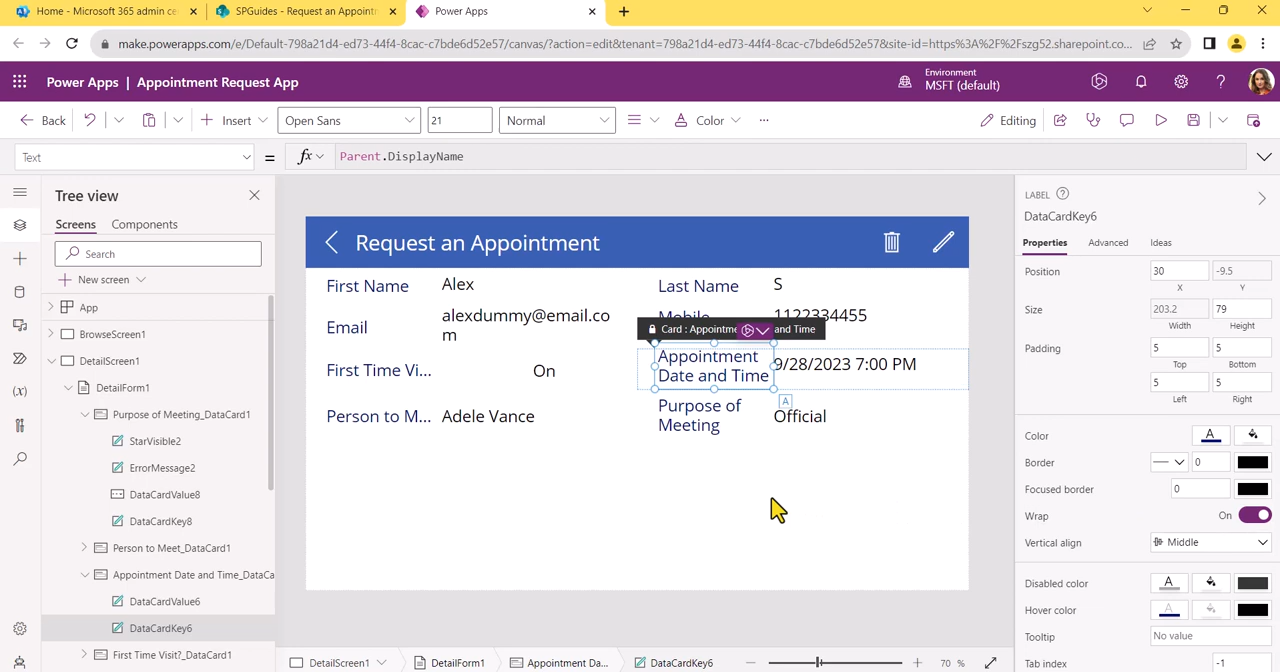 Home - Microsoft 365 admin ce
SPGuides - Request an Appointm
Power Apps
make.powerapps.com/e/Default-798a21d4-ed73-44f4-8cac-c7bde6d52e57/canvas/?action=edit&tenant=798a21d4-ed73-44f4-8cac-c7bde6d52e57&site-id=https%3A%2F%2Fszg52.sharepoint.co...
Power Apps | Appointment Request App
Environment
MSFT (default)
Back
Insert
Open Sans
21
Normal
Color
Editing
Text
=
fx
Parent.DisplayName
Tree view
Screens
Components
Search
New screen
App
BrowseScreen1
DetailScreen1
DetailForm1
Purpose of Meeting_DataCard1
StarVisible2
ErrorMessage2
DataCardValue8
DataCardKey8
Person to Meet_DataCard1
Appointment Date and Time_DataCa
DataCardValue6
DataCardKey6
First Time Visit?_DataCard1
Request an Appointment
First Name
Alex
Last Name
S
Email
alexdummy@email.co
m
Mobile
1122334455
Card : Appointme
and Time
First Time Vi...
On
Appointment
Date and Time
9/28/2023 7:00 PM
A
Person to M...
Adele Vance
Purpose of
Meeting
Official
LABEL
DataCardKey6
Properties
Advanced
Ideas
Position
30
-9.5
X
Y
Size
203.2
79
Width
Height
Padding
5
5
Top
Bottom
5
5
Left
Right
Color
Border
0
Focused border
0
Wrap
On
Vertical align
Middle
Disabled color
Hover color
Tooltip
No value
Tab index
-1
DetailScreen1
DetailForm1
Appointment Da...
DataCardKey6
70 %